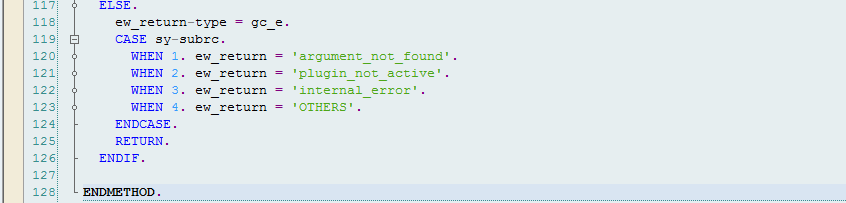 117 ELSE.
118 ew_return-type = gc_e.
119 CASE sy-subrc.
120 WHEN 1. ew_return = 'argument_not_found'.
121 WHEN 2. ew_return = 'plugin_not_active'.
122 WHEN 3. ew_return = 'internal_error'.
123 WHEN 4. ew_return = 'OTHERS'.
124 ENDCASE.
125 RETURN.
126 ENDIF.
127
128 ENDMETHOD.